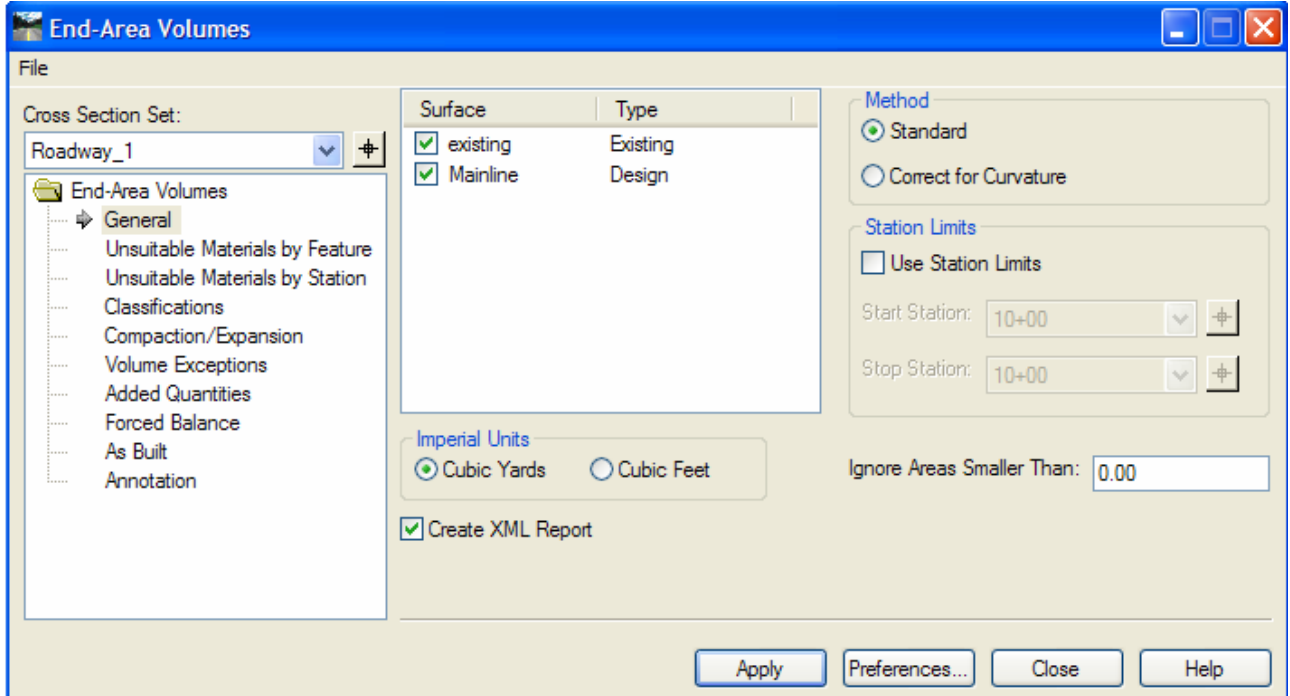 End-Area Volumes
File
Cross Section Set:
Roadway_1
End-Area Volumes
General
Unsuitable Materials by Feature
Unsuitable Materials by Station
Classifications
Compaction/Expansion
Volume Exceptions
Added Quantities
Forced Balance
As Built
Annotation
Surface Type
existing Existing
Mainline Design
Imperial Units
Cubic Yards Cubic Feet
Create XML Report
Method
Standard
Correct for Curvature
Station Limits
Use Station Limits
Start Station: 10+00
Stop Station: 10+00
Ignore Areas Smaller Than: 0.00
Apply Preferences... Close Help